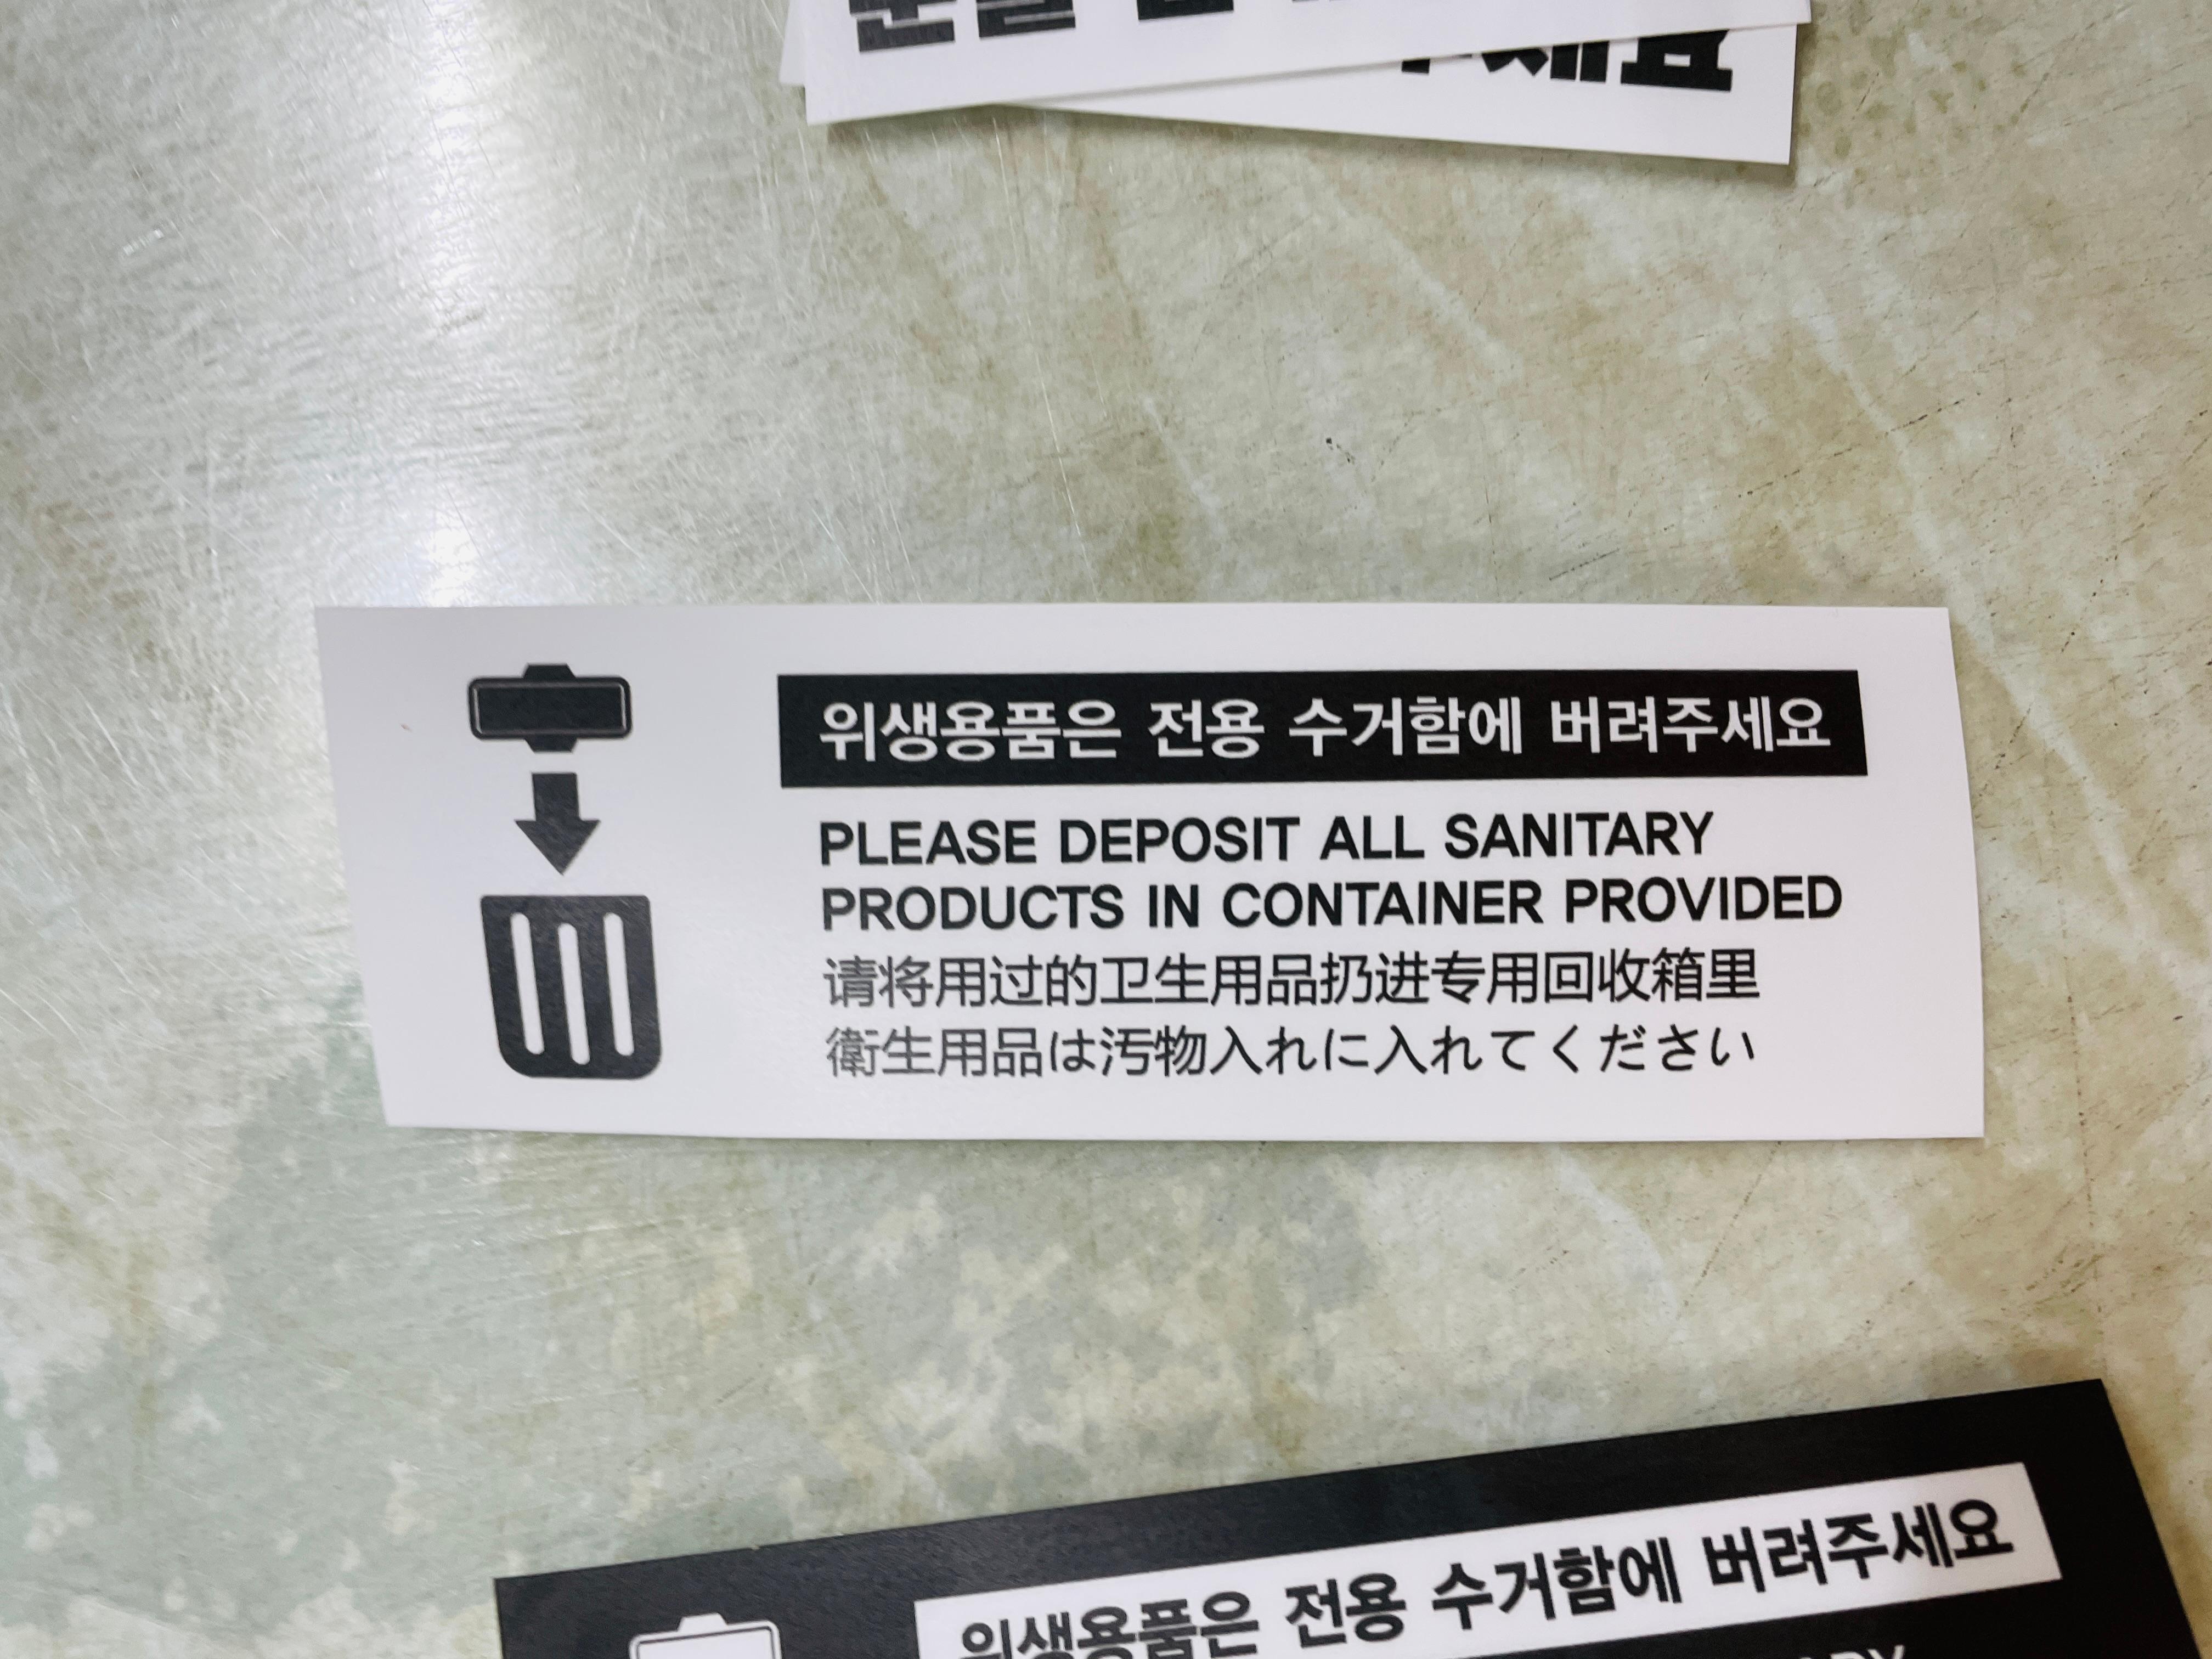 위생용품은 전용 수거함에 버려주세요
PLEASE DEPOSIT ALL SANITARY
PRODUCTS IN CONTAINER PROVIDED
请将用过的卫生用品扔进专用回收箱里
衛生用品は汚物入れに入れてください
위생용품은 전용 수거함에 버려주세요